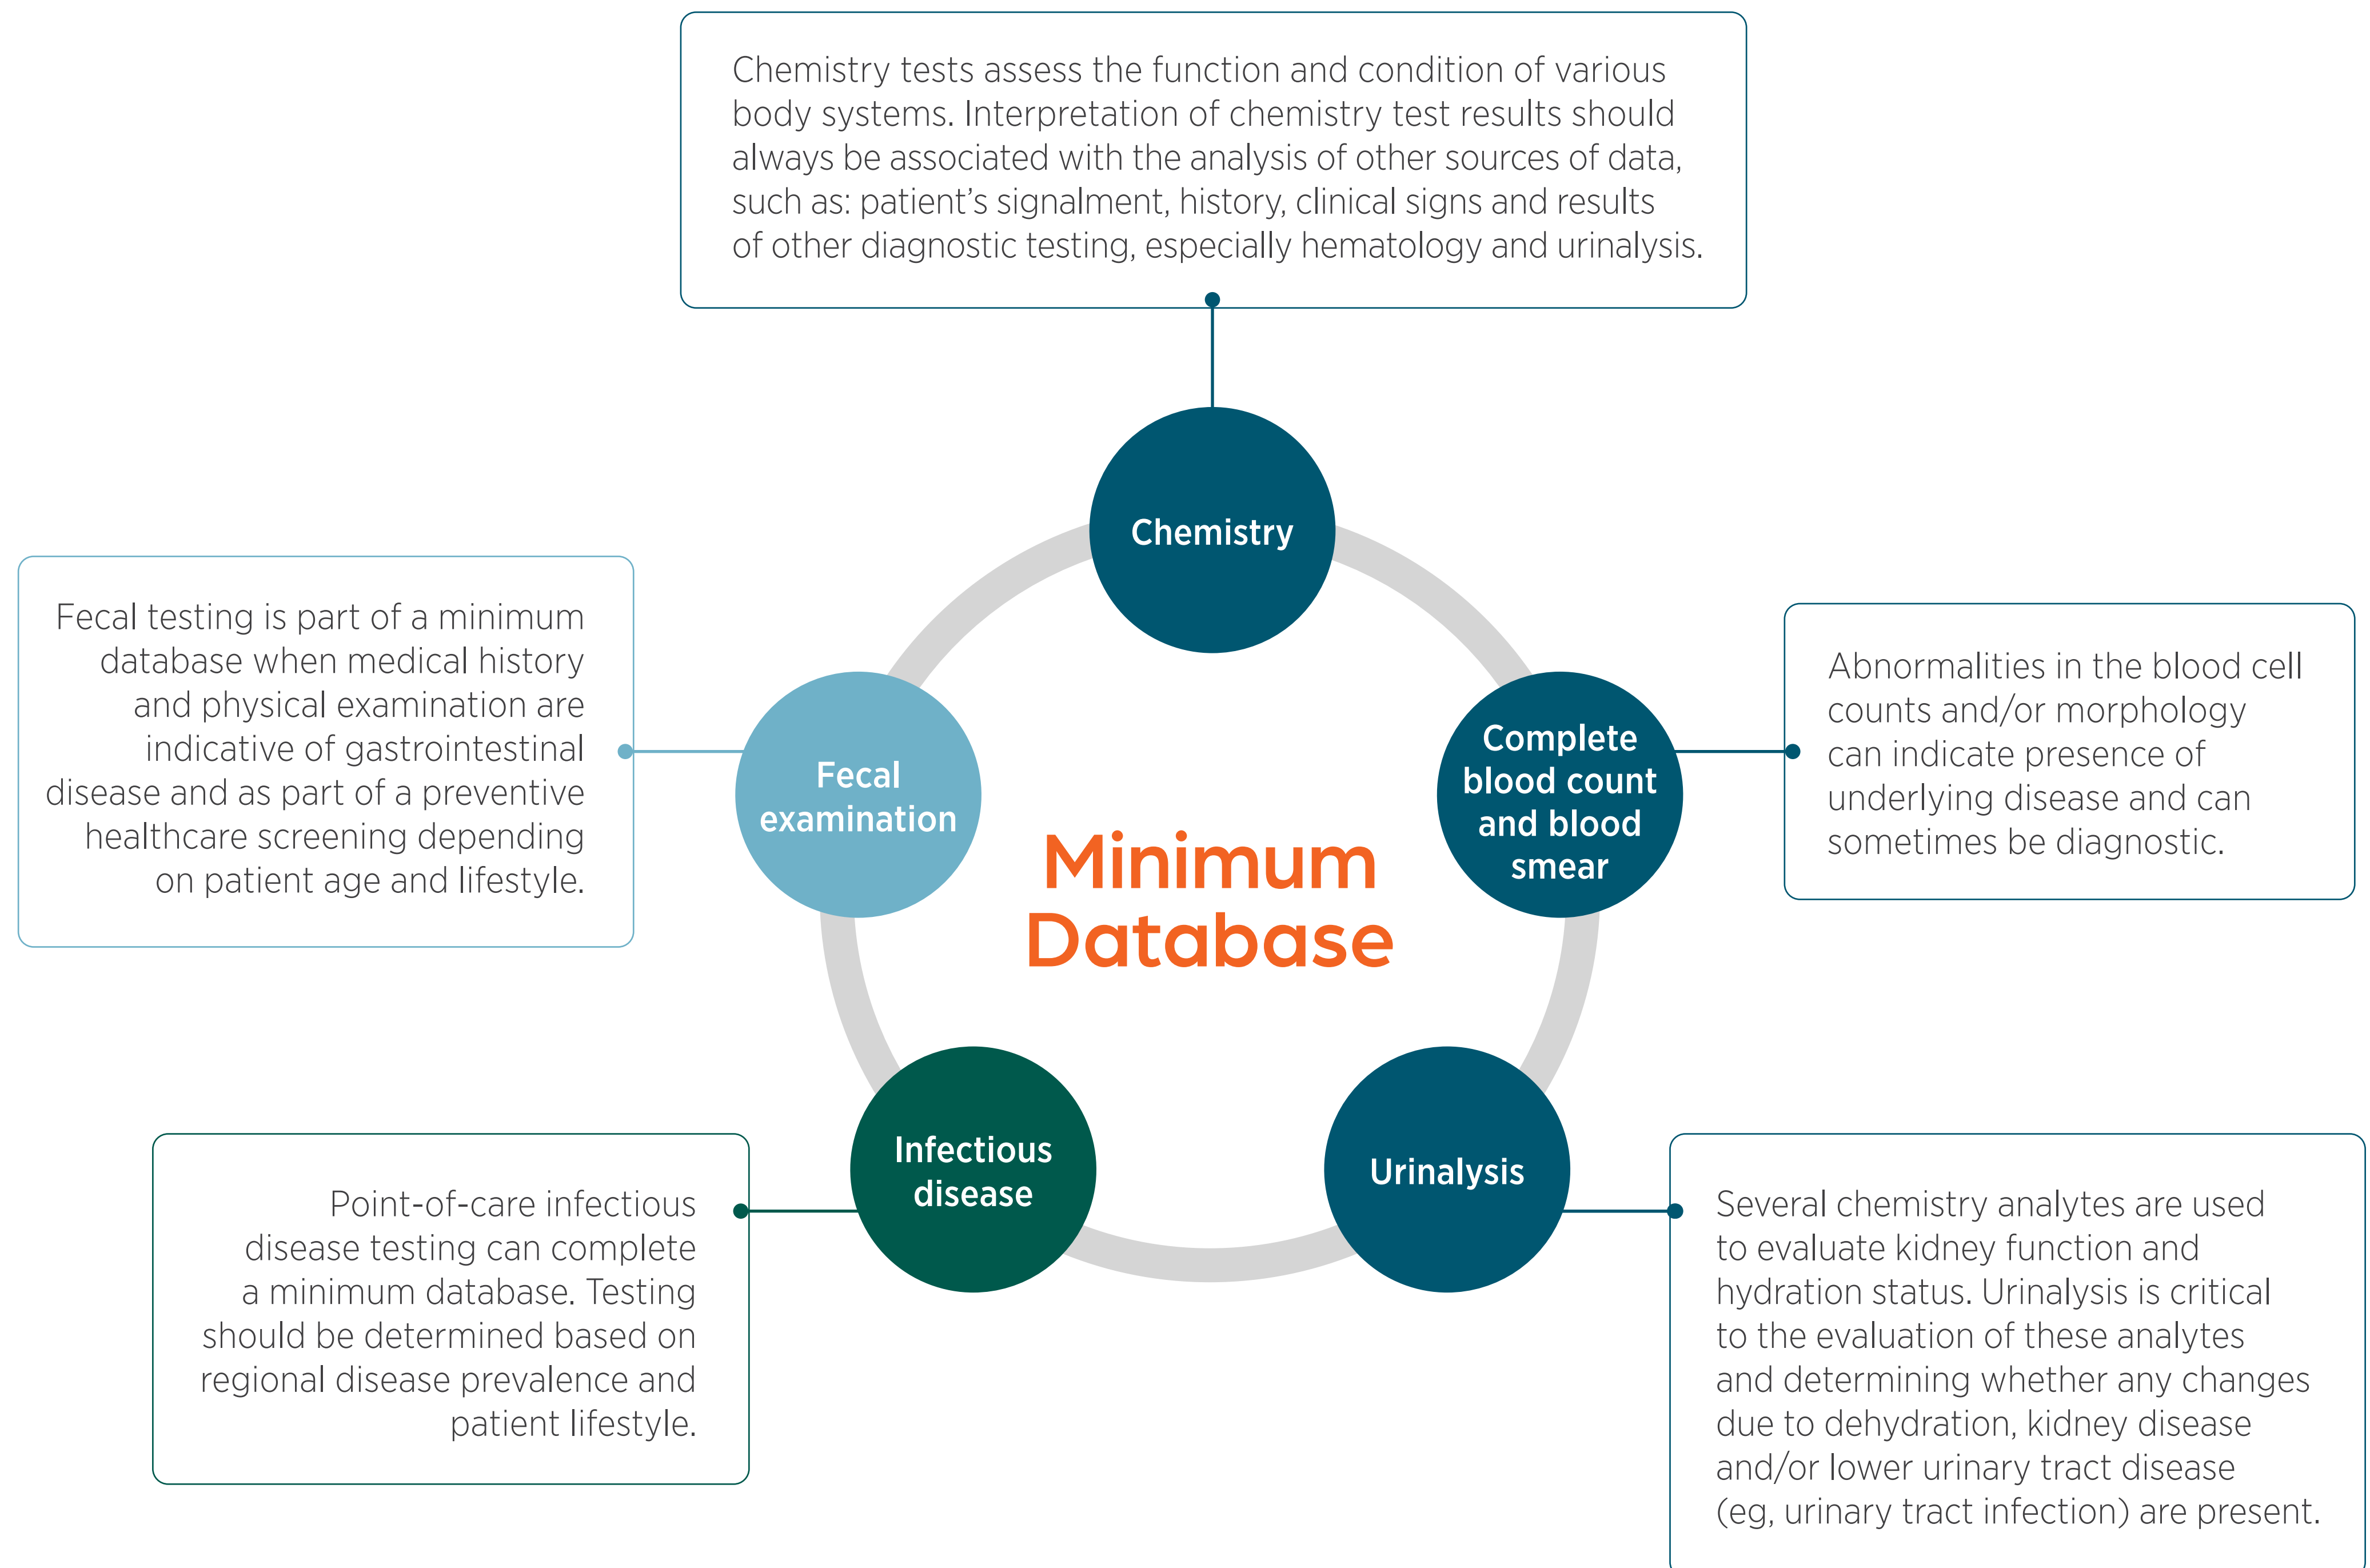 Chemistry tests assess the function and condition of various
body systems. Interpretation of chemistry test results should
always be associated with the analysis of other sources of data,
such as: patient’s signalment, history, clinical signs and results
of other diagnostic testing, especially hematology and urinalysis.
Chemistry
Fecal testing is part of a minimum
database when medical history
and physical examination are
indicative of gastrointestinal
disease and as part of a preventive
healthcare screening depending
on patient age and lifestyle.
Fecal
examination
Minimum
Database
Complete
blood count
and blood
smear
Abnormalities in the blood cell
counts and/or morphology
can indicate presence of
underlying disease and can
sometimes be diagnostic.
Point-of-care infectious
disease testing can complete
a minimum database. Testing
should be determined based on
regional disease prevalence and
patient lifestyle.
Infectious
disease
Urinalysis
Several chemistry analytes are used
to evaluate kidney function and
hydration status. Urinalysis is critical
to the evaluation of these analytes
and determining whether any changes
due to dehydration, kidney disease
and/or lower urinary tract disease
(eg, urinary tract infection) are present.